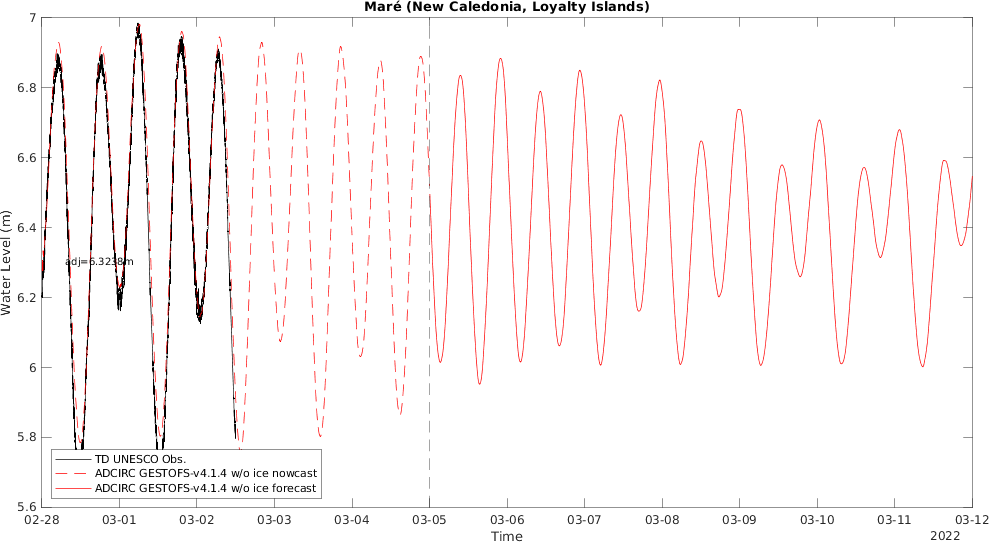 Maré (New Caledonia, Loyalty Islands)
7
6.8
6.6
6.4
6.2
6
5.8
5.6
Water Level (m)
adj=6.3238m
TD UNESCO Obs.
ADCIRC GESTOFS-v4.1.4 w/o ice nowcast
ADCIRC GESTOFS-v4.1.4 w/o ice forecast
02-28 03-01 03-02 03-03 03-04 03-05 03-06 03-07 03-08 03-09 03-10 03-11 03-12
Time
2022